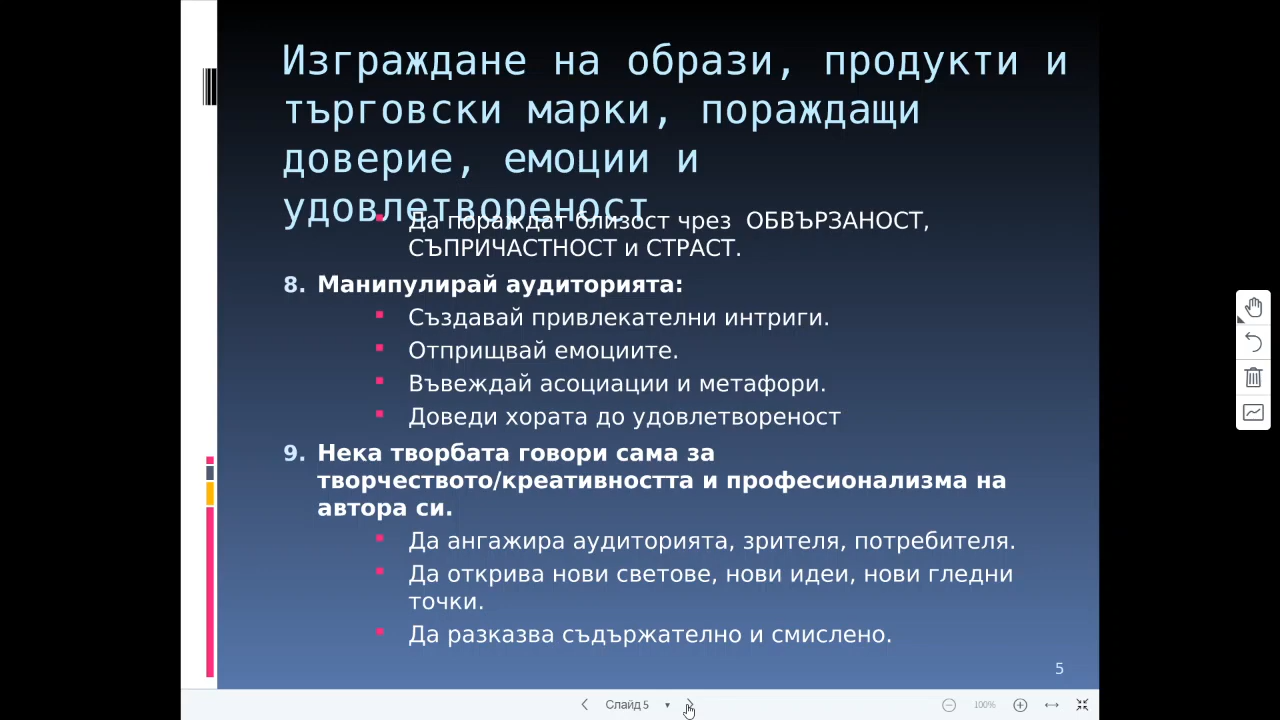 Изграждане на образи, продукти и
търговски марки, пораждащи
доверие, емоции и
удовлетвореност
Да пораждат близост чрез ОБВЪРЗАНОСТ,
СЪПРИЧАСТНОСТ и СТРАСТ.
8. Манипулирай аудиторията:
Създавай привлекателни интриги.
Отприщвай емоциите.
Въвеждай асоциации и метафори.
Доведи хората до удовлетвореност
9. Нека творбата говори сама за
творчеството/креативността и професионализма на
автора си.
Да ангажира аудиторията, зрителя, потребителя.
Да открива нови светове, нови идеи, нови гледни
точки.
Да разказва съдържателно и смислено.
5
Слайд 5
100%